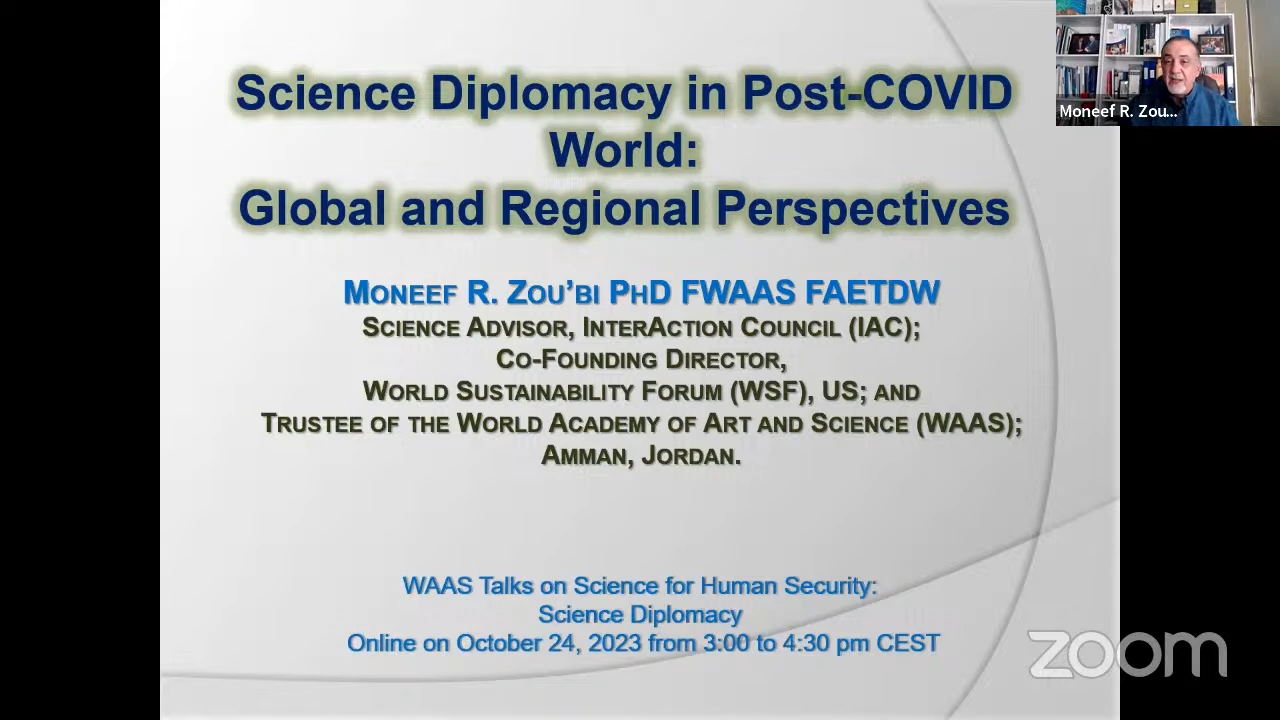 Science Diplomacy in Post-COVID
World:
Global and Regional Perspectives
Moneef R. Zou…
MONEEF R. ZOU’BI PHD FWAAS FAETDW
SCIENCE ADVISOR, INTERACTION COUNCIL (IAC);
CO-FOUNDING DIRECTOR,
WORLD SUSTAINABILITY FORUM (WSF), US; AND
TRUSTEE OF THE WORLD ACADEMY OF ART AND SCIENCE (WAAS);
AMMAN, JORDAN.
WAAS Talks on Science for Human Security:
Science Diplomacy
Online on October 24, 2023 from 3:00 to 4:30 pm CEST
zoom